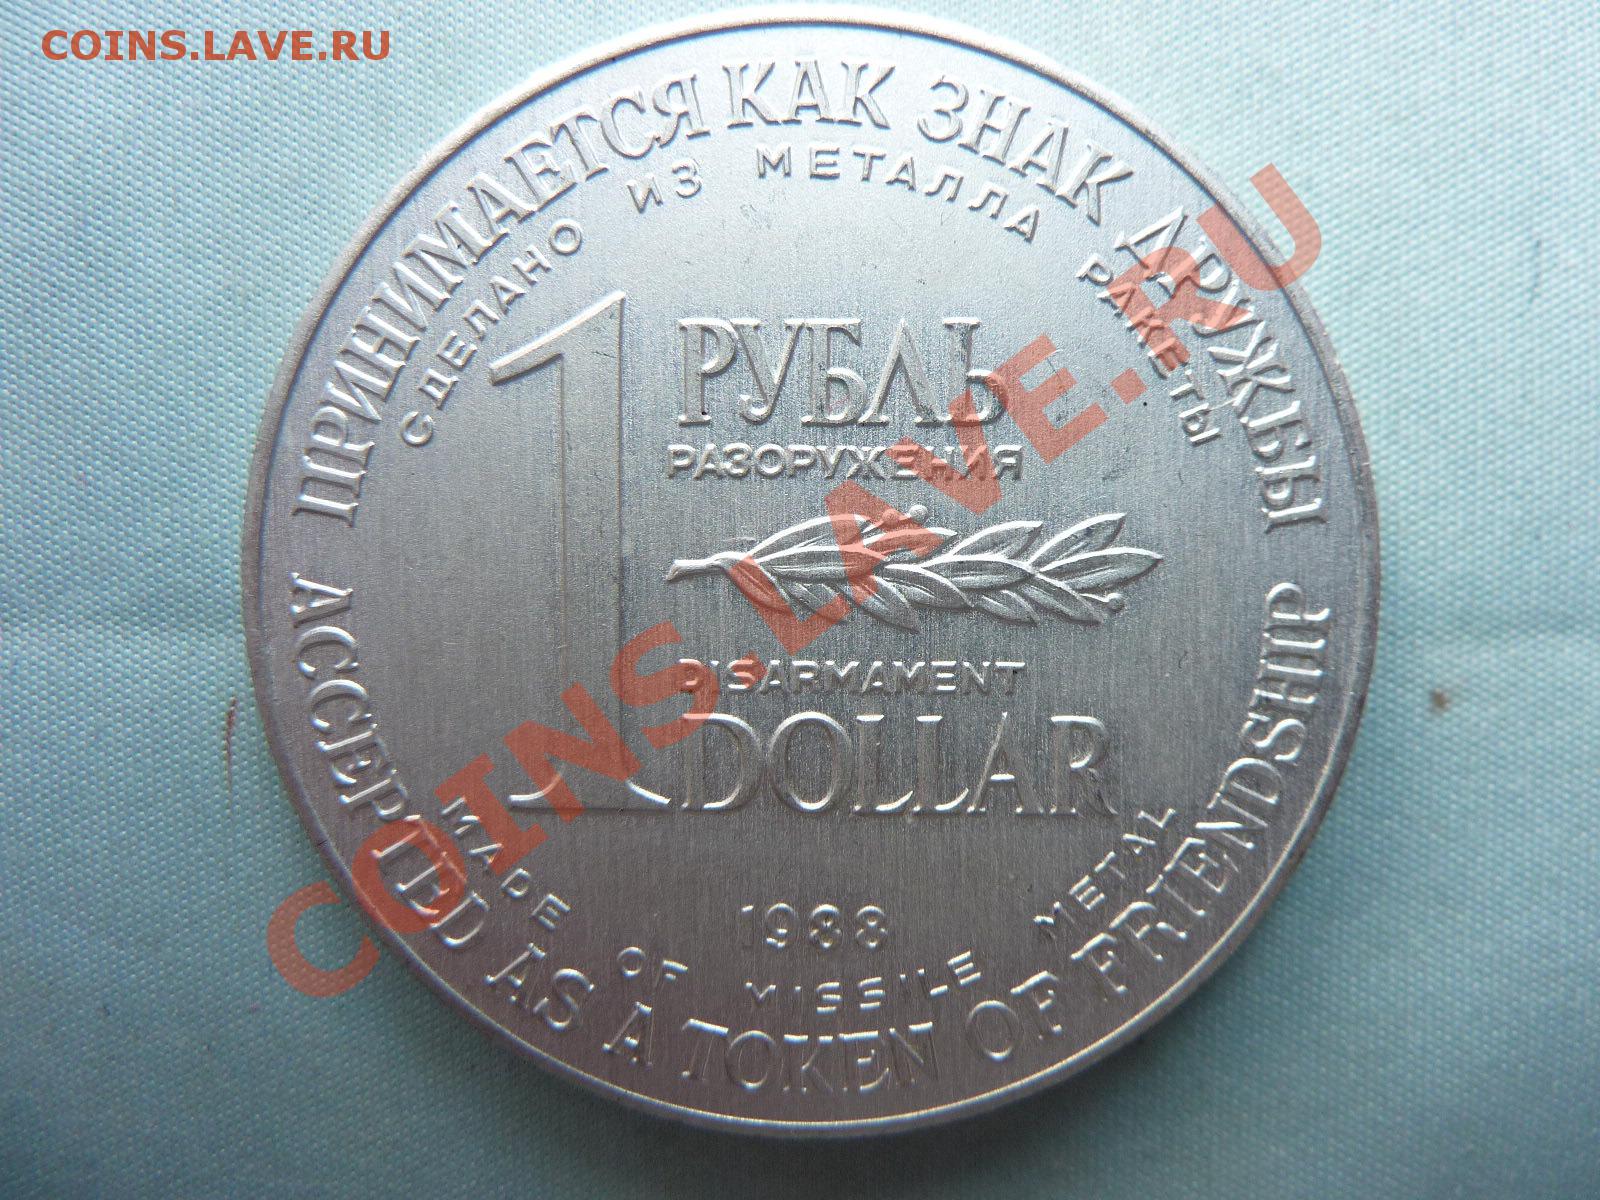 COINS.LAVE.RU
ПРИНИМАЕТСЯ КАК ЗНАК ДРУЖБЫ
СДЕЛАНО ИЗ МЕТАЛЛА РАКЕТЫ
1 РУБЛЬ
РАЗОРУЖЕНИЯ
DISARMAMENT
DOLLAR
1988
MADE OF MISSILE METAL
ACCEPTED AS A TOKEN OF FRIENDSHIP
COINS.LAVE.RU